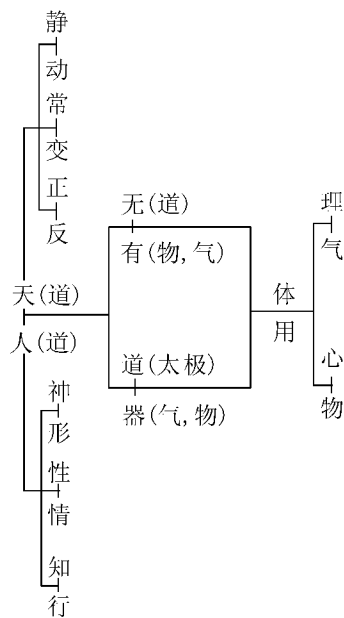 静
动
常
变
正
反
天(道)
人(道)
神
形
性
情
知
行
无(道)
有(物,气)
道(太极)
器(气,物)
体
用
理
气
心
物